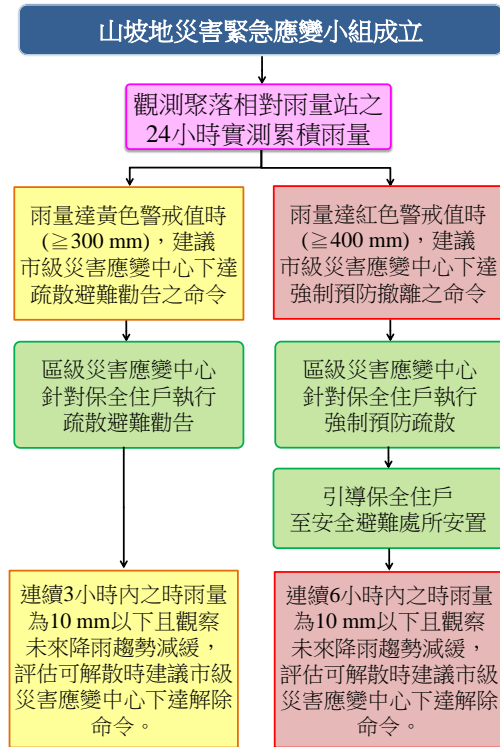 山坡地災害緊急應變小組成立
觀測聚落相對雨量站之
24小時實測累積雨量
雨量達黃色警戒值時
(≧300 mm)，建議
市級災害應變中心下達
疏散避難勸告之命令
雨量達紅色警戒值時
(≧400 mm)，建議
市級災害應變中心下達
強制預防撤離之命令
區級災害應變中心
針對保全住戶執行
疏散避難勸告
區級災害應變中心
針對保全住戶執行
強制預防疏散
引導保全住戶
至安全避難處所安置
連續3小時內之時雨量
為10 mm以下且觀察
未來降雨趨勢減緩，
評估可解散時建議市級
災害應變中心下達解除
命令。
連續6小時內之時雨量
為10 mm以下且觀察
未來降雨趨勢減緩，
評估可解散時建議市級
災害應變中心下達解除
命令。